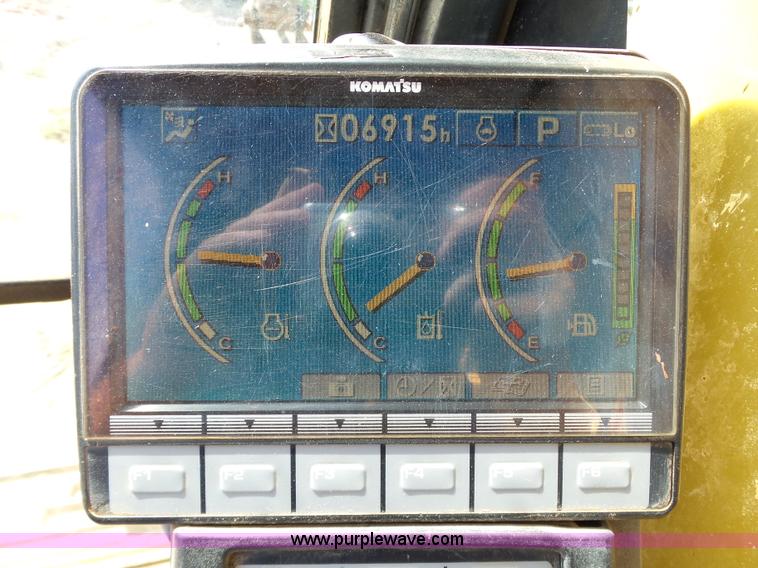 KOMATSU
06915h P Lo
H H F
C C E
F1 F2 F3 F4 F5 F6
www.purplewave.com